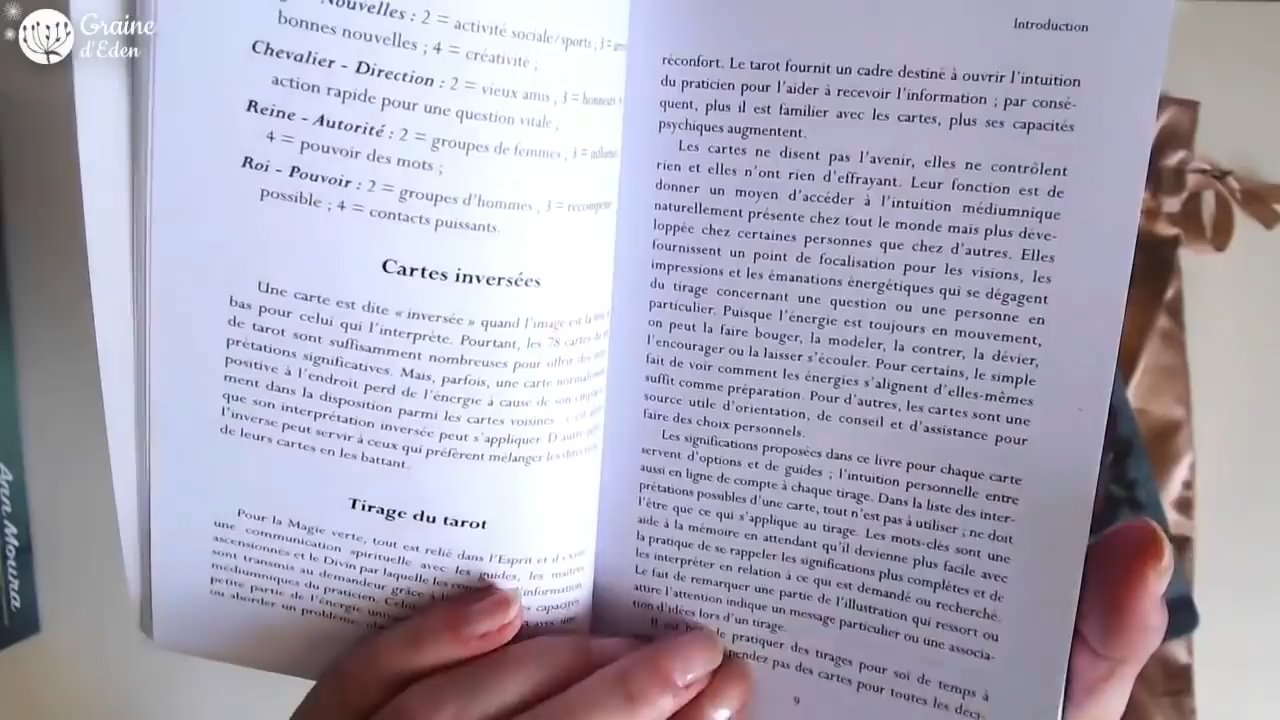 Graine
d'Eden
Ann Moura
Nouvelles : 2 = activité sociale/sports ; 3 =
bonnes nouvelles ; 4 = créativité ;
Chevalier - Direction : 2 = vieux amis ; 3 =
action rapide pour une question vitale ;
Reine - Autorité : 2 = groupes de femmes ; 3 =
4 = pouvoir des mots ;
Roi - Pouvoir : 2 = groupes d'hommes ; 3 =
possible ; 4 = contacts puissants.
Cartes inversées
Une carte est dite « inversée » quand l'image est la
bas pour celui qui l'interprète. Pourtant, les 78 cartes
de tarot sont suffisamment nombreuses pour offrir des
prétations significatives. Mais, parfois, une carte
positive à l'endroit perd de l'énergie à cause de son
ment dans la disposition parmi les cartes voisines
que son interprétation inversée peut s'appliquer.
l'inverse peut servir à ceux qui préfèrent mélanger
de leurs cartes en les battant.
Tirage du tarot
Pour la Magie verte, tout est relié dans l'Esprit et il
une communication spirituelle avec les guides, les maîtres
ascensionnés et le Divin par laquelle les l'information
sont transmis au demandeur grâce à capacités
médiumniques du praticien.
petite partie de l'énergie
ou aborder un problème,
Introduction
réconfort. Le tarot fournit un cadre destiné à ouvrir l'intuition
du praticien pour l'aider à recevoir l'information ; par consé-
quent, plus il est familier avec les cartes, plus ses capacités
psychiques augmentent.
Les cartes ne disent pas l'avenir, elles ne contrôlent
rien et elles n'ont rien d'effrayant. Leur fonction est de
donner un moyen d'accéder à l'intuition médiumnique
naturellement présente chez tout le monde mais plus déve-
loppée chez certaines personnes que chez d'autres. Elles
fournissent un point de focalisation pour les visions, les
impressions et les émanations énergétiques qui se dégagent
du tirage concernant une question ou une personne en
particulier. Puisque l'énergie est toujours en mouvement,
on peut la faire bouger, la modeler, la contrer, la dévier,
l'encourager ou la laisser s'écouler. Pour certains, le simple
fait de voir comment les énergies s'alignent d'elles-mêmes
suffit comme préparation. Pour d'autres, les cartes sont une
source utile d'orientation, de conseil et d'assistance pour
faire des choix personnels.
Les significations proposées dans ce livre pour chaque carte
servent d'options et de guides ; l'intuition personnelle entre
aussi en ligne de compte à chaque tirage. Dans la liste des inter-
prétations possibles d'une carte, tout n'est pas à utiliser ; ne doit
l'être que ce qui s'applique au tirage. Les mots-clés sont une
aide à la mémoire en attendant qu'il devienne plus facile avec
la pratique de se rappeler les significations plus complètes et de
les interpréter en relation à ce qui est demandé ou recherché.
Le fait de remarquer une partie de l'illustration qui ressort ou
attire l'attention indique un message particulier ou une associa-
tion d'idées lors d'un tirage.
Il est de pratiquer des tirages pour soi de temps à
pendez pas des cartes pour toutes les déci-
9